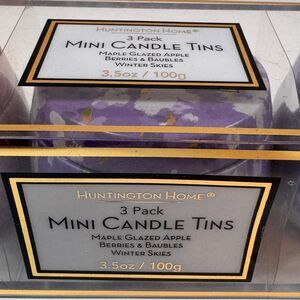 HUNTINGTON HOME®
3 Pack
MINI CANDLE TINS
MAPLE GLAZED APPLE
BERRIES & BAUBLES
WINTER SKIES
3.5oz / 100g
HUNTINGTON HOME®
3 Pack
MINI CANDLE TINS
MAPLE GLAZED APPLE
BERRIES & BAUBLES
WINTER SKIES
3.5oz / 100g